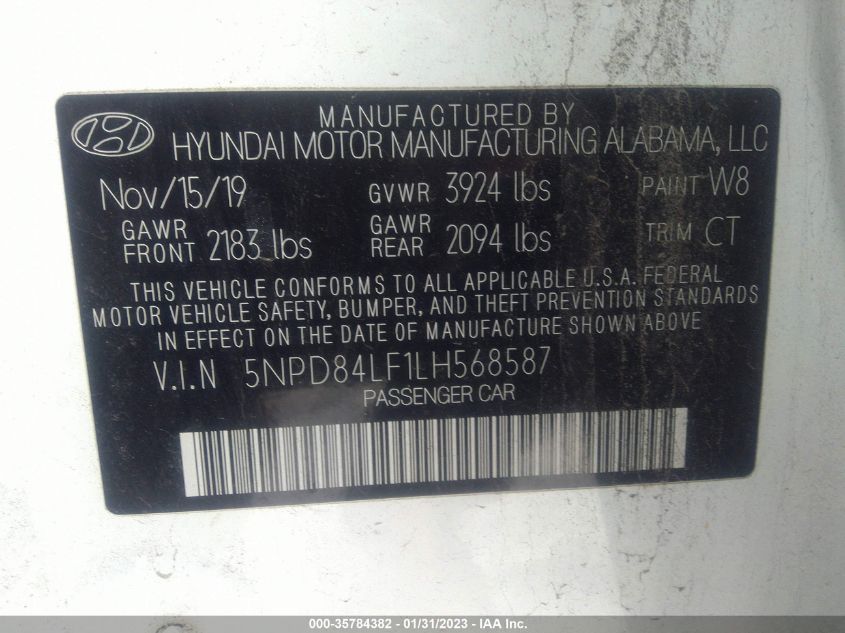 MANUFACTURED BY
HYUNDAI MOTOR MANUFACTURING ALABAMA, LLC
Nov/15/19 GVWR 3924 lbs PAINT W8
GAWR FRONT 2183 lbs GAWR REAR 2094 lbs TRIM CT
THIS VEHICLE CONFORMS TO ALL APPLICABLE U.S.A. FEDERAL
MOTOR VEHICLE SAFETY, BUMPER, AND THEFT PREVENTION STANDARDS
IN EFFECT ON THE DATE OF MANUFACTURE SHOWN ABOVE
V.I.N 5NPD84LF1LH568587
PASSENGER CAR
000-35784382 - 01/31/2023 - IAA Inc.